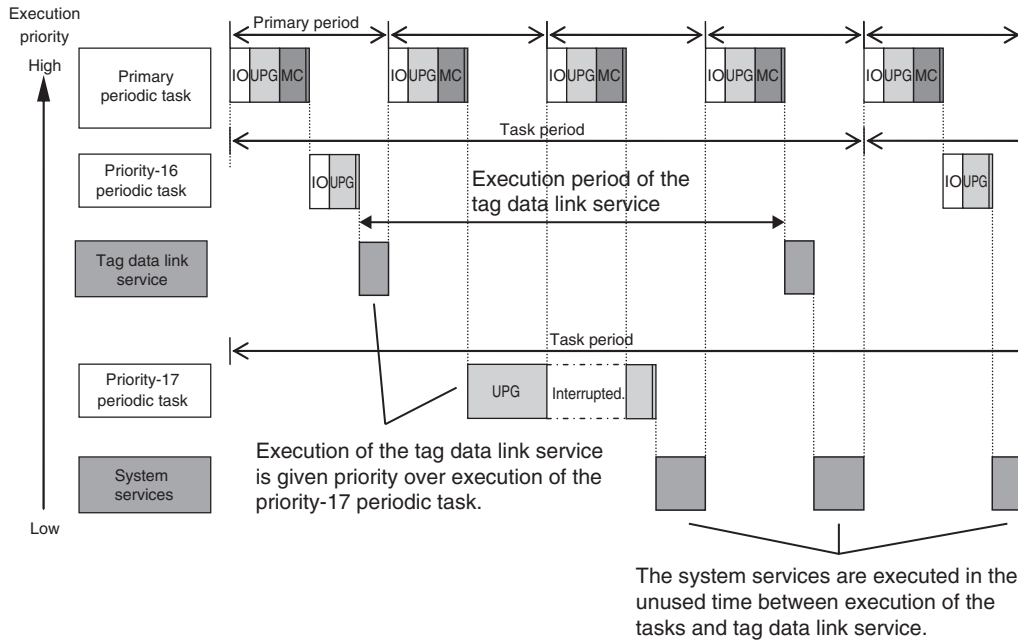 Execution
priority
High
Primary period
Primary
periodic task
IO UPG MC
IO UPG MC
IO UPG MC
IO UPG MC
IO UPG MC
Task period
Priority-16
periodic task
IO UPG
Execution period of the
tag data link service
IO UPG
Tag data link
service
Task period
Priority-17
periodic task
UPG
Interrupted.
Execution of the tag data link service
is given priority over execution of the
priority-17 periodic task.
System
services
Low
The system services are executed in the
unused time between execution of the
tasks and tag data link service.